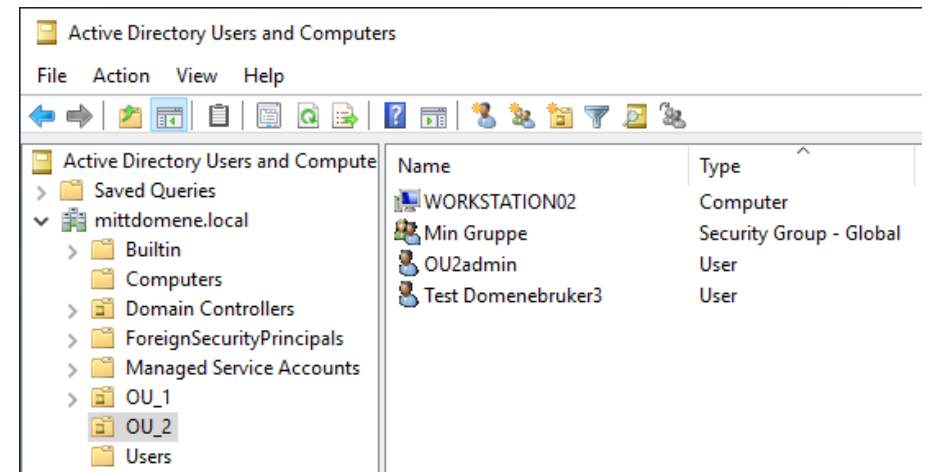 Active Directory Users and Computers
File Action View Help
Active Directory Users and Compute
Saved Queries
mittdomene.local
Builtin
Computers
Domain Controllers
ForeignSecurityPrincipals
Managed Service Accounts
OU_1
OU_2
Users
Name Type
WORKSTATION02 Computer
Min Gruppe Security Group - Global
OU2admin User
Test Domenebruker3 User